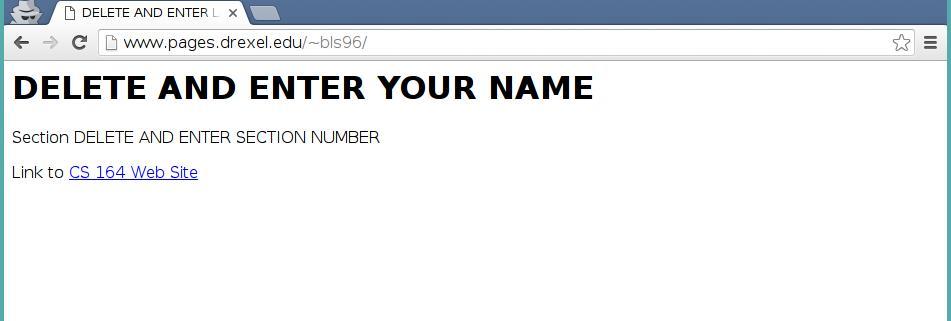 DELETE AND ENTER
www.pages.drexel.edu/~bls96/
DELETE AND ENTER YOUR NAME
Section DELETE AND ENTER SECTION NUMBER
Link to CS 164 Web Site